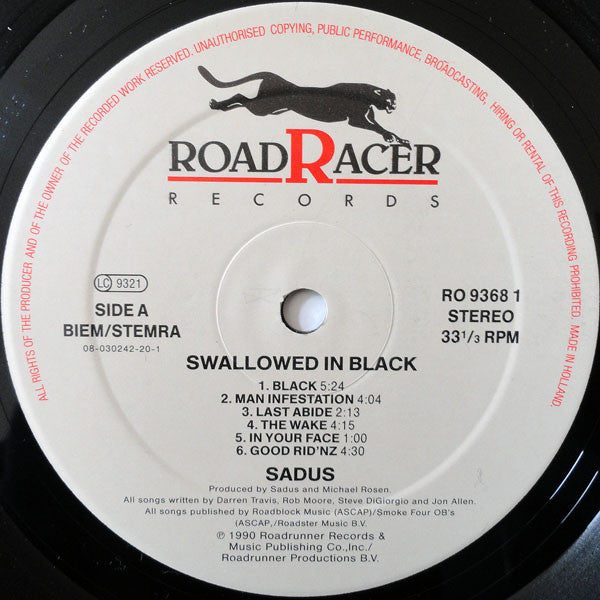 ALL RIGHTS OF THE PRODUCER AND OF THE OWNER OF THE RECORDED WORK RESERVED. UNAUTHORISED COPYING, PUBLIC PERFORMANCE, BROADCASTING, HIRING OR RENTAL OF THIS RECORD PROHIBITED. MADE IN HOLLAND.
ROADRACER
RECORDS
LC 9321
SIDE A
BIEM/STEMRA
08-030242-20-1
RO 9368 1
STEREO
33 1/3 RPM
SWALLOWED IN BLACK
1. BLACK 5:24
2. MAN INFESTATION 4:04
3. LAST ABIDE 2:13
4. THE WAKE 4:15
5. IN YOUR FACE 1:00
6. GOOD RID'NZ 4:30
SADUS
Produced by Sadus and Michael Rosen.
All songs written by Darren Travis, Rob Moore, Steve DiGiorgio and Jon Allen.
All songs published by Roadblock Music (ASCAP)/Smoke Four OB's
(ASCAP,/Roadster Music B.V.
℗ 1990 Roadrunner Records &
Music Publishing Co.,Inc./
Roadrunner Productions B.V.